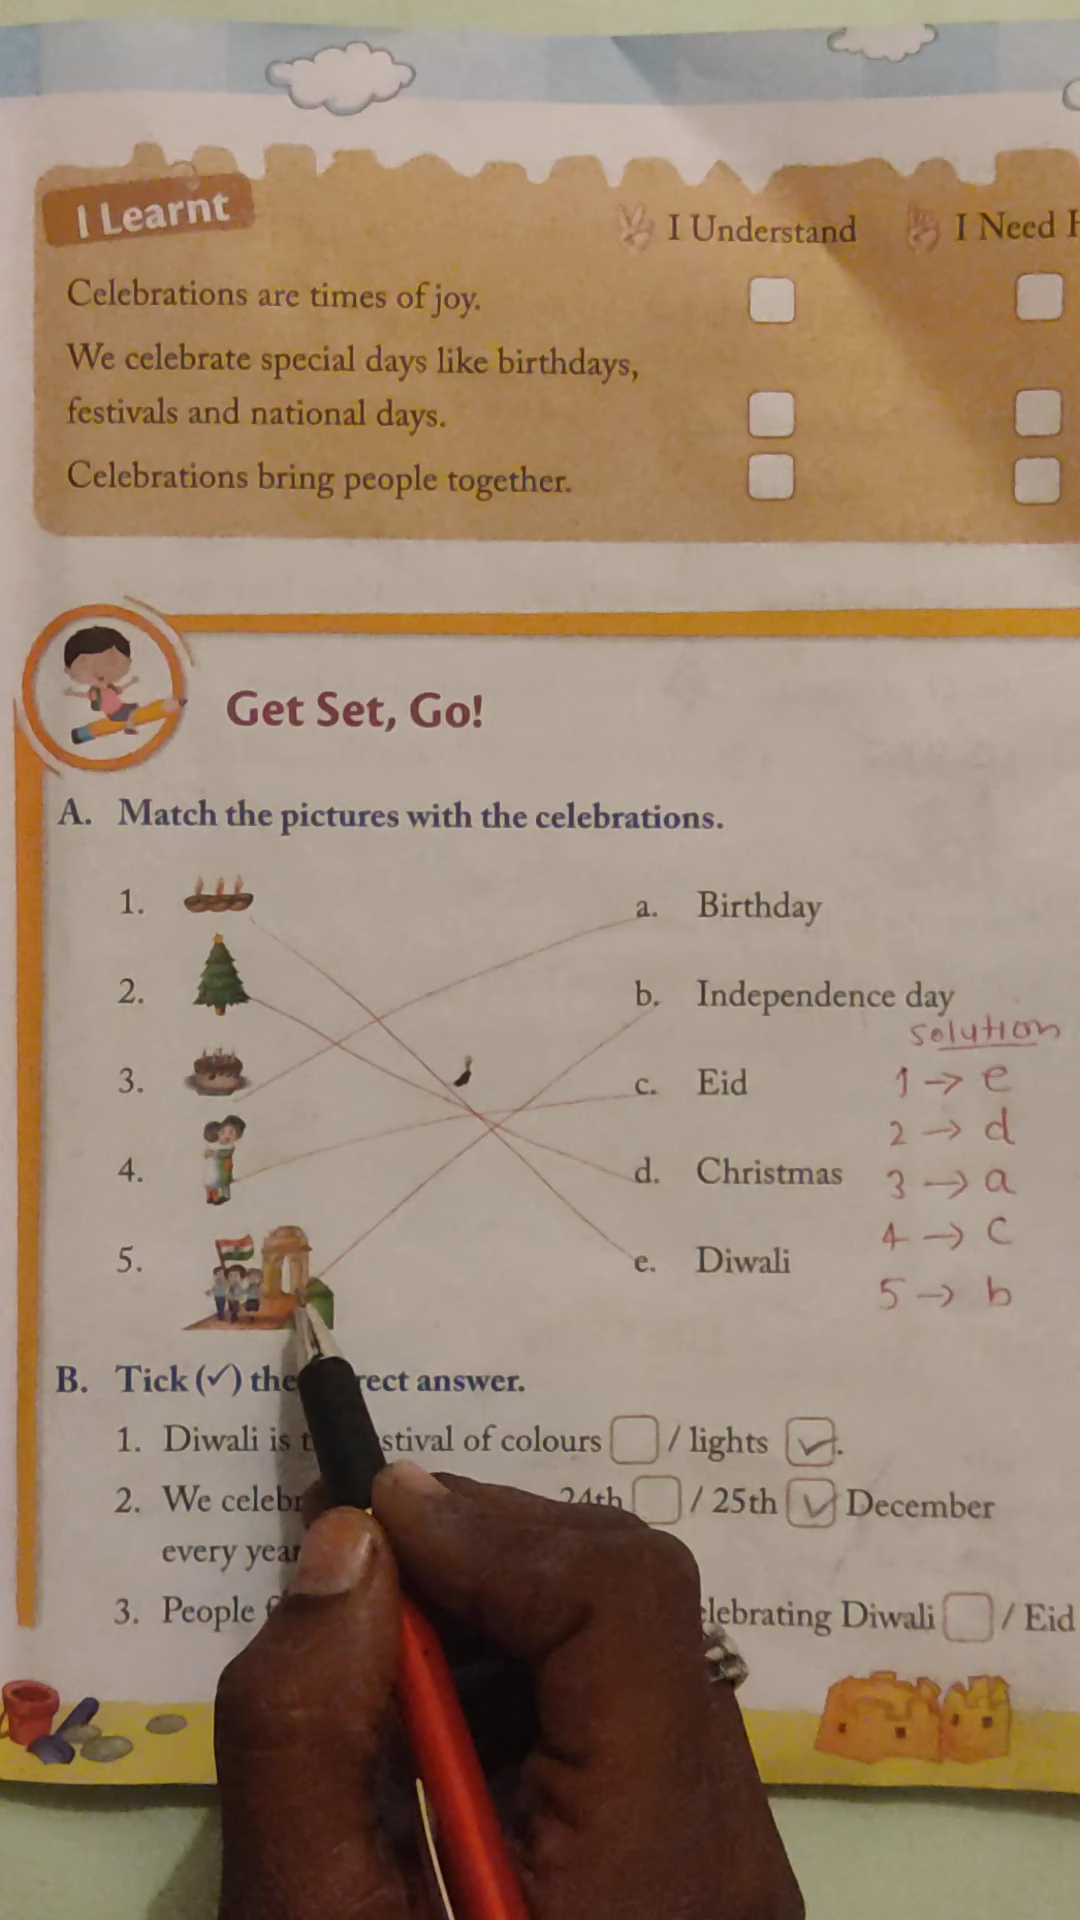 I Learnt
I Understand
I Need
Celebrations are times of joy.
We celebrate special days like birthdays,
festivals and national days.
Celebrations bring people together.
Get Set, Go!
A. Match the pictures with the celebrations.
1. a. Birthday
2. b. Independence day
solution
3. c. Eid 1 → e
2 → d
4. d. Christmas 3 → a
4 → c
5. e. Diwali
5 → b
B. Tick (✓) the rect answer.
1. Diwali is stival of colours / lights ✓.
2. We celebr 24th / 25th ✓ December
every year
3. People lebrating Diwali / Eid